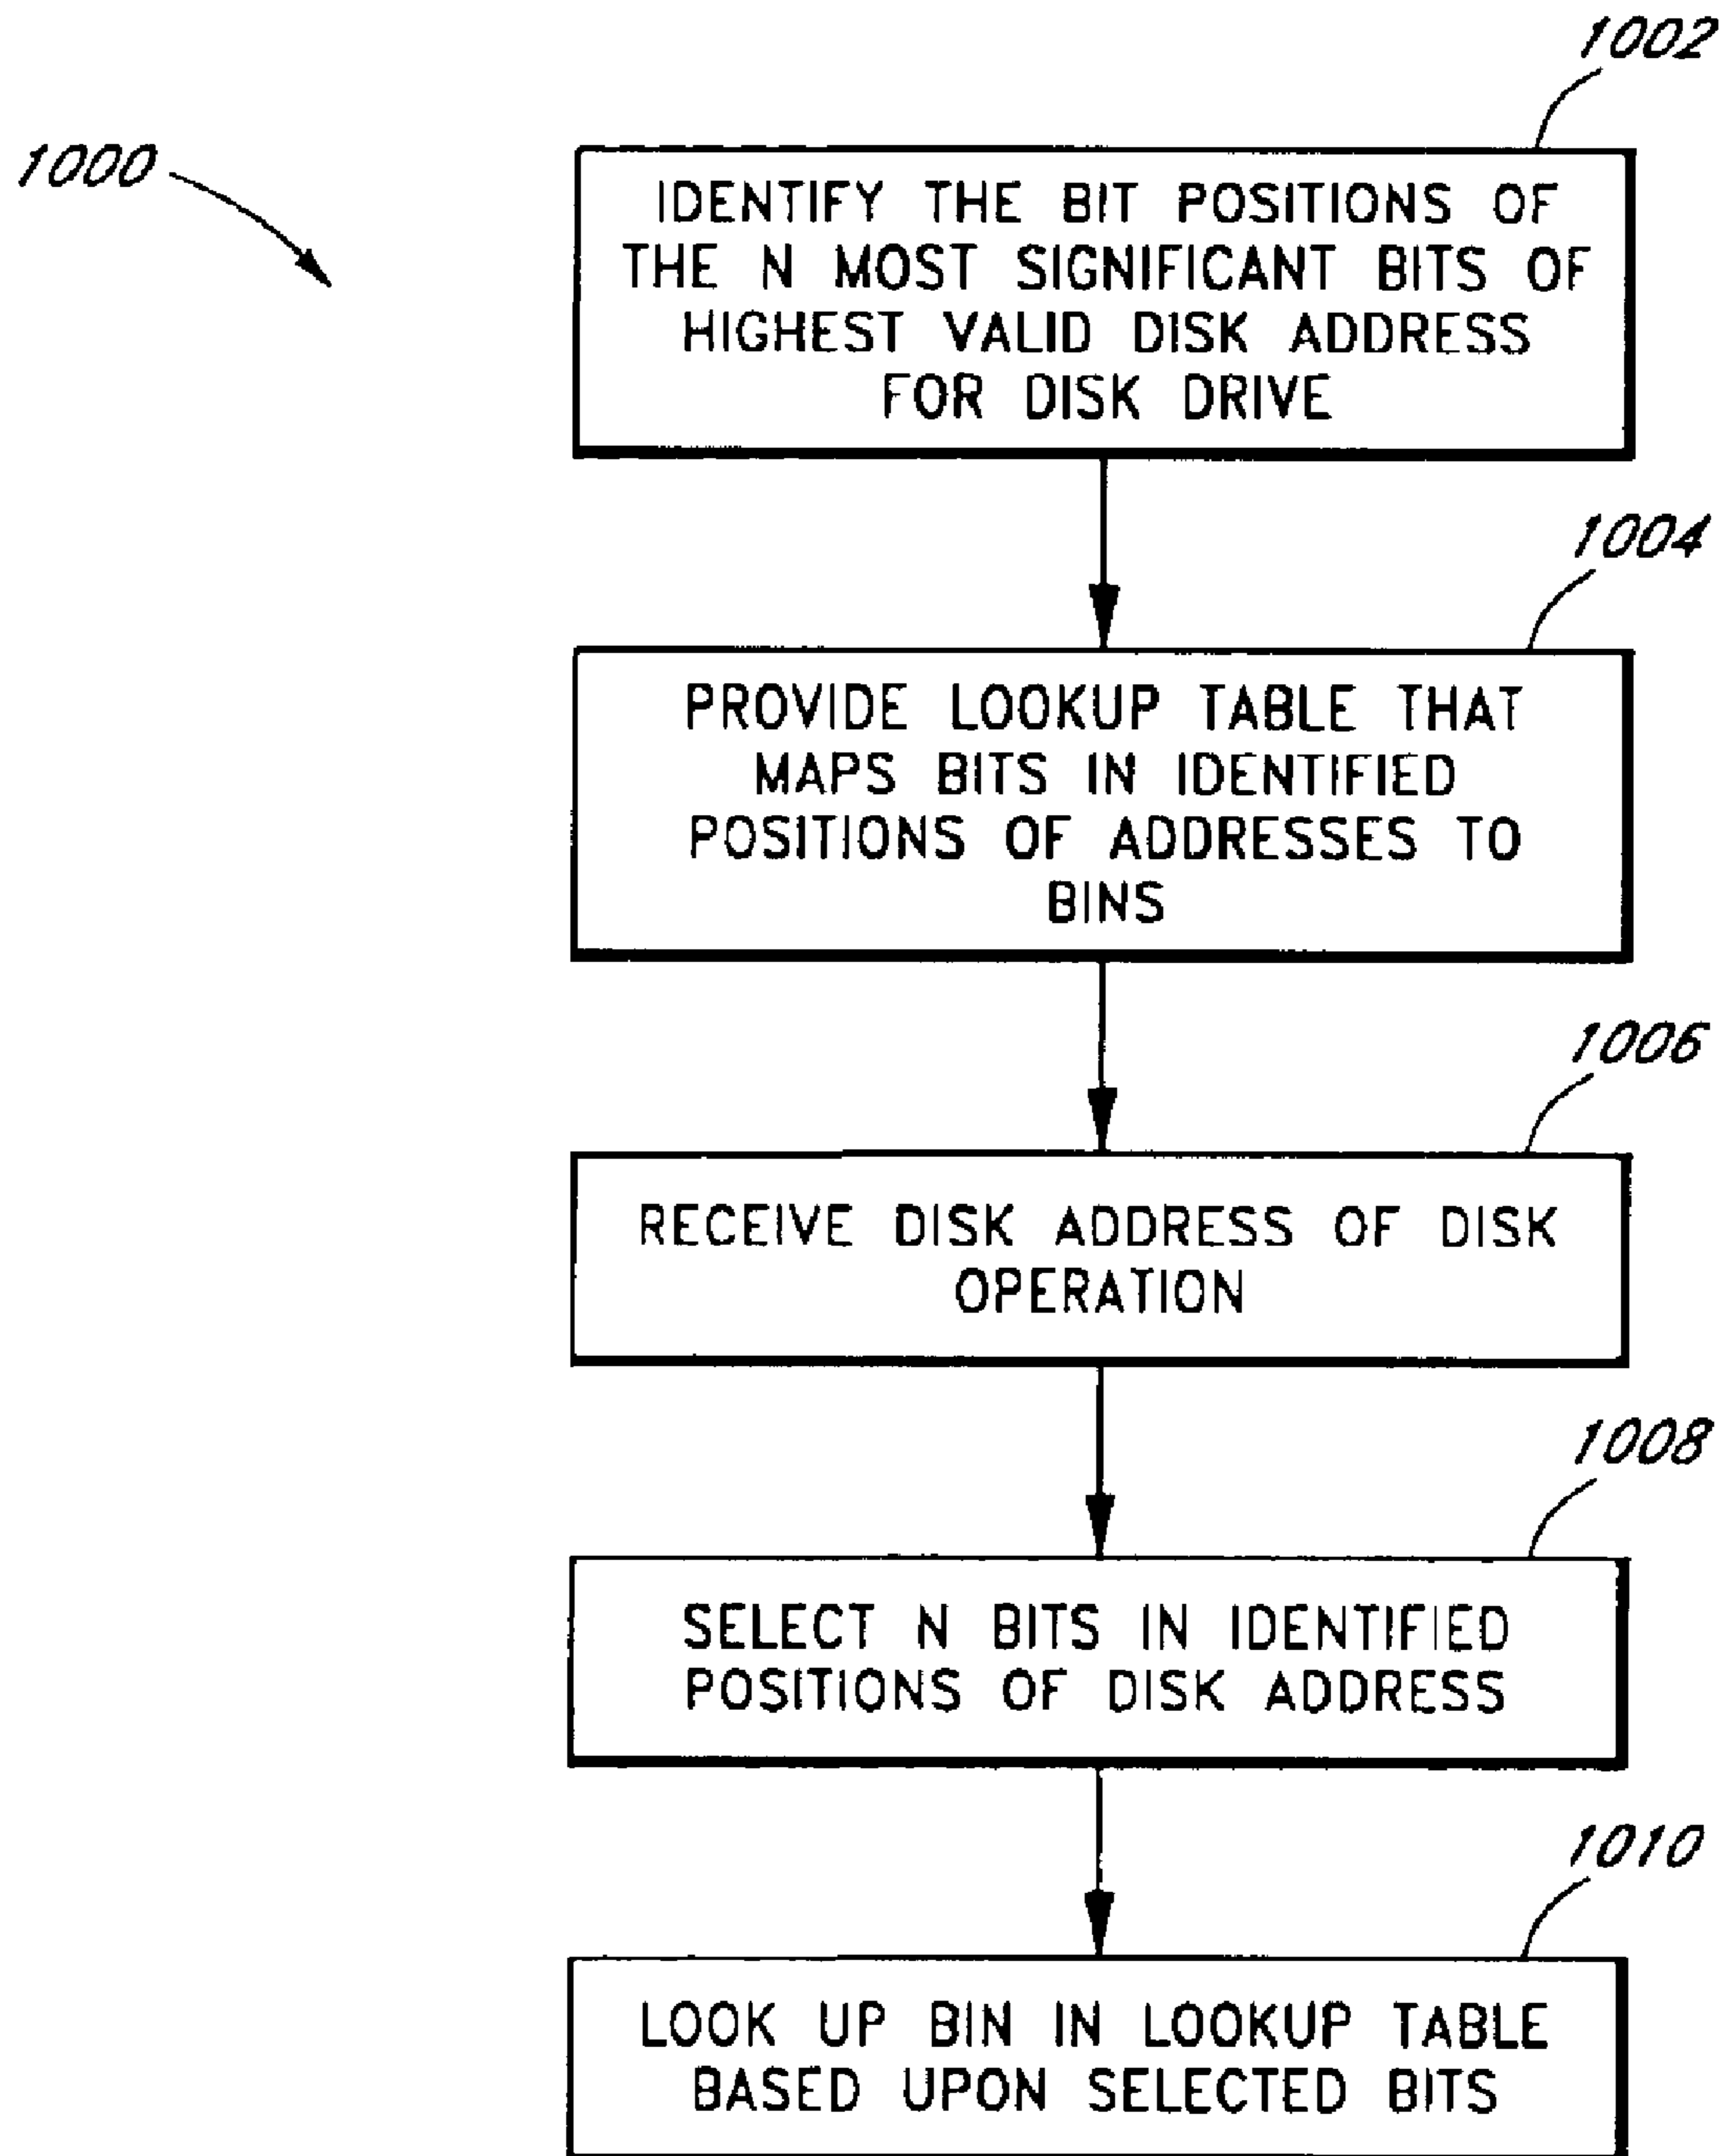 1002
1000
IDENTIFY THE BIT POSITIONS OF
THE N MOST SIGNIFICANT BITS OF
HIGHEST VALID DISK ADDRESS
FOR DISK DRIVE
1004
PROVIDE LOOKUP TABLE THAT
MAPS BITS IN IDENTIFIED
POSITIONS OF ADDRESSES TO
BINS
1006
RECEIVE DISK ADDRESS OF DISK
OPERATION
1008
SELECT N BITS IN IDENTIFIED
POSITIONS OF DISK ADDRESS
1010
LOOK UP BIN IN LOOKUP TABLE
BASED UPON SELECTED BITS